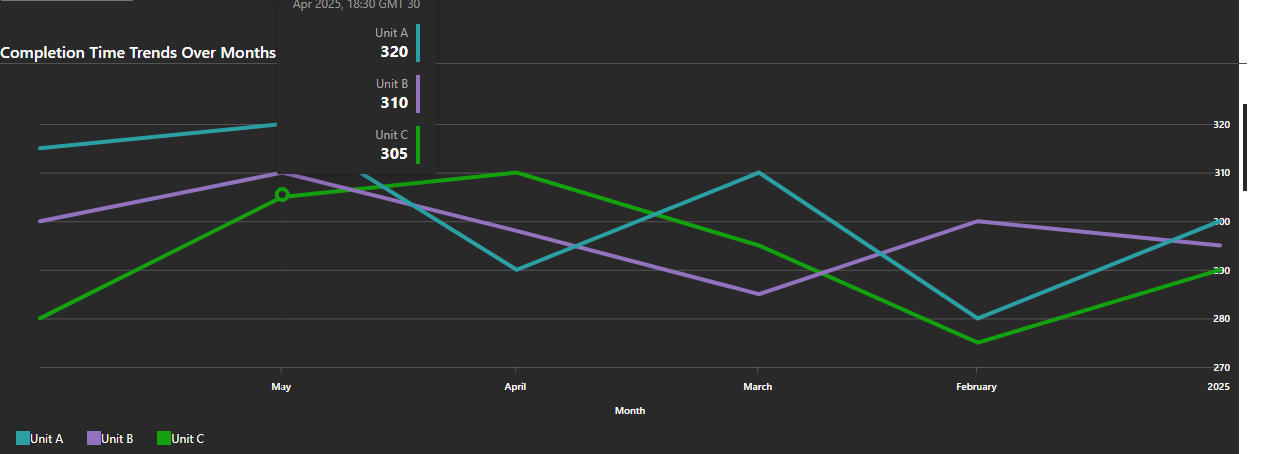 Apr 2025, 18:30 GMT 30
Unit A
320
Completion Time Trends Over Months
Unit B
310
Unit C
305
320
310
300
290
280
270
May
April
March
February
2025
Month
Unit A
Unit B
Unit C